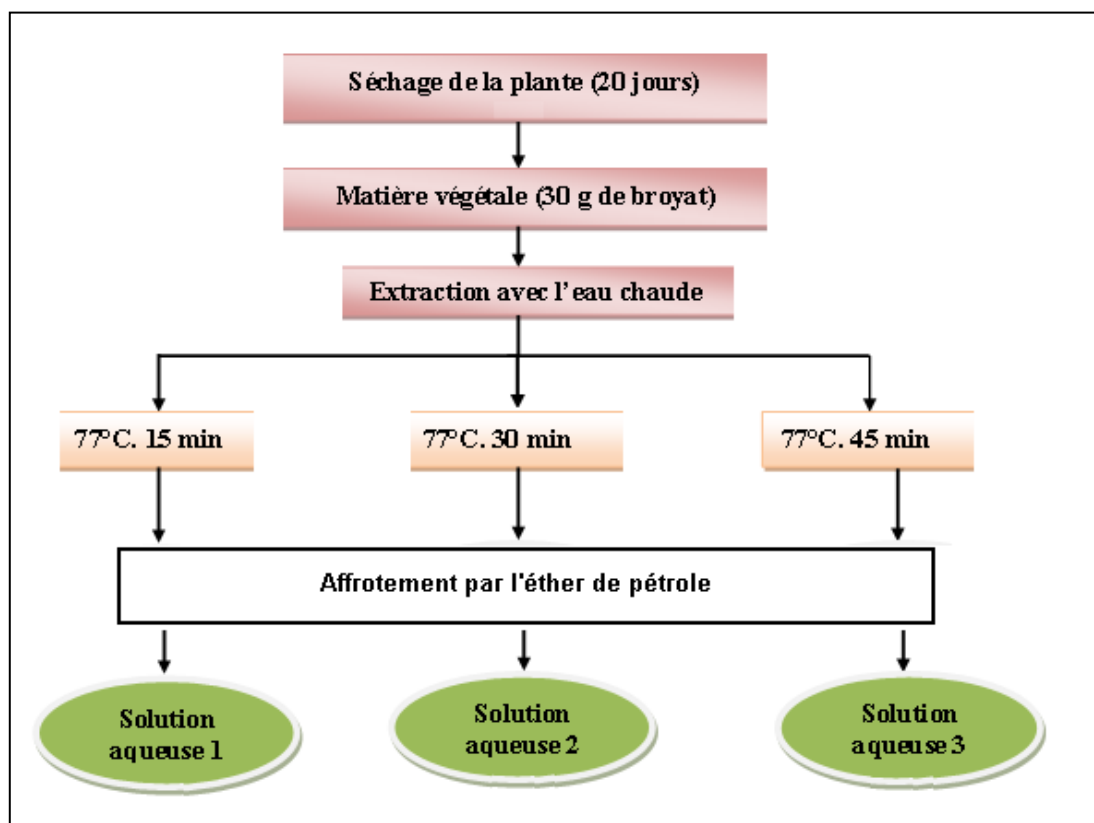 Séchage de la plante (20 jours)
Matière végétale (30 g de broyat)
Extraction avec l'eau chaude
77°C. 15 min
77°C. 30 min
77°C. 45 min
Affrotement par l'éther de pétrole
Solution
aqueuse 1
Solution
aqueuse 2
Solution
aqueuse 3